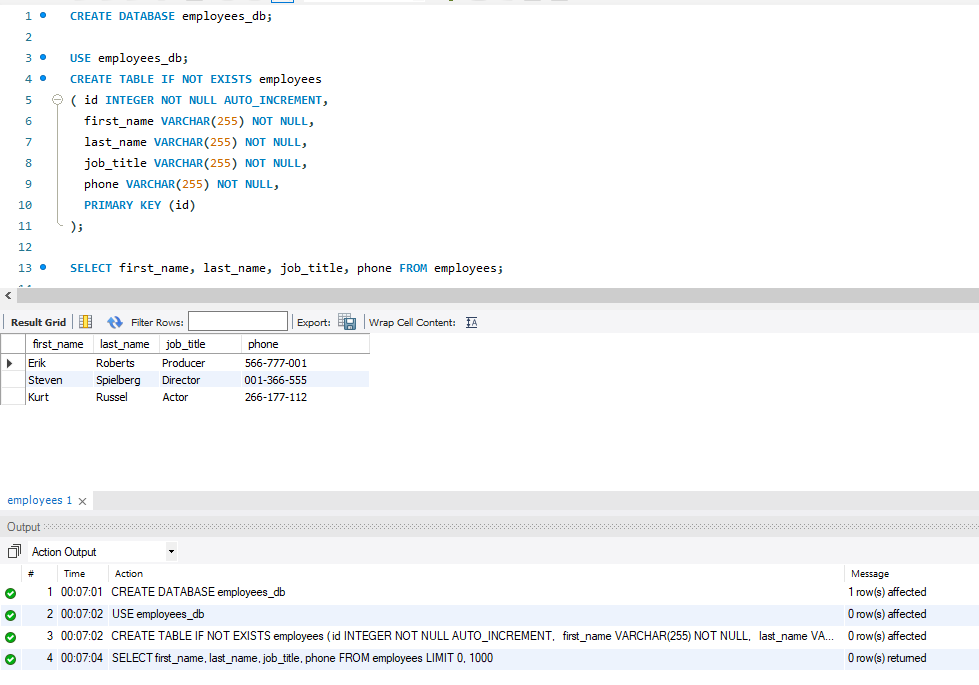 1 CREATE DATABASE employees_db;
2
3 USE employees_db;
4 CREATE TABLE IF NOT EXISTS employees
5 ( id INTEGER NOT NULL AUTO_INCREMENT,
6 first_name VARCHAR(255) NOT NULL,
7 last_name VARCHAR(255) NOT NULL,
8 job_title VARCHAR(255) NOT NULL,
9 phone VARCHAR(255) NOT NULL,
10 PRIMARY KEY (id)
11 );
12
13 SELECT first_name, last_name, job_title, phone FROM employees;
Result Grid Filter Rows: Export: Wrap Cell Content: IA
first_name last_name job_title phone
Erik Roberts Producer 566-777-001
Steven Spielberg Director 001-366-555
Kurt Russel Actor 266-177-112
employees 1
Output
Action Output
# Time Action Message
1 00:07:01 CREATE DATABASE employees_db 1 row(s) affected
2 00:07:02 USE employees_db 0 row(s) affected
3 00:07:02 CREATE TABLE IF NOT EXISTS employees ( id INTEGER NOT NULL AUTO_INCREMENT, first_name VARCHAR(255) NOT NULL, last_name VA... 0 row(s) affected
4 00:07:04 SELECT first_name, last_name, job_title, phone FROM employees LIMIT 0, 1000 0 row(s) returned